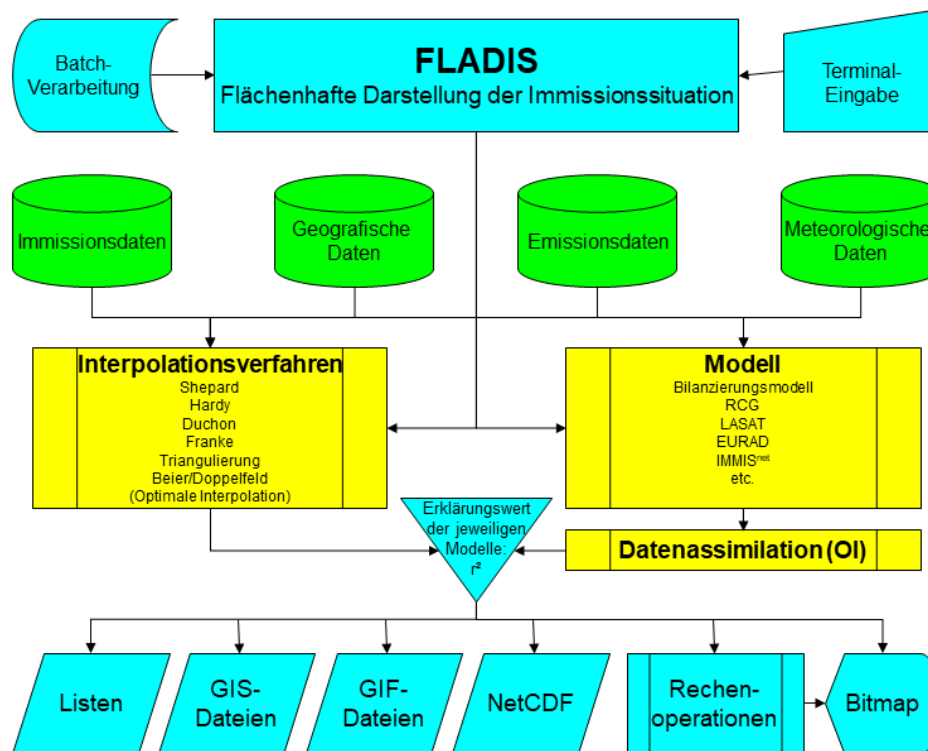 FLADIS
Flächenhafte Darstellung der Immissionssituation
Batch-
Verarbeitung
Terminal-
Eingabe
Immissionsdaten
Geografische
Daten
Emissionsdaten
Meteorologische
Daten
Interpolationsverfahren
Shepard
Hardy
Duchon
Franke
Triangulierung
Beier/Doppelfeld
(Optimale Interpolation)
Modell
Bilanzierungsmodell
RCG
LASAT
EURAD
IMMISⁿᵉᵗ
etc.
Erklärungswert
der jeweiligen
Modelle:
r²
Datenassimilation (OI)
Listen
GIS-
Dateien
GIF-
Dateien
NetCDF
Rechen-
operationen
Bitmap